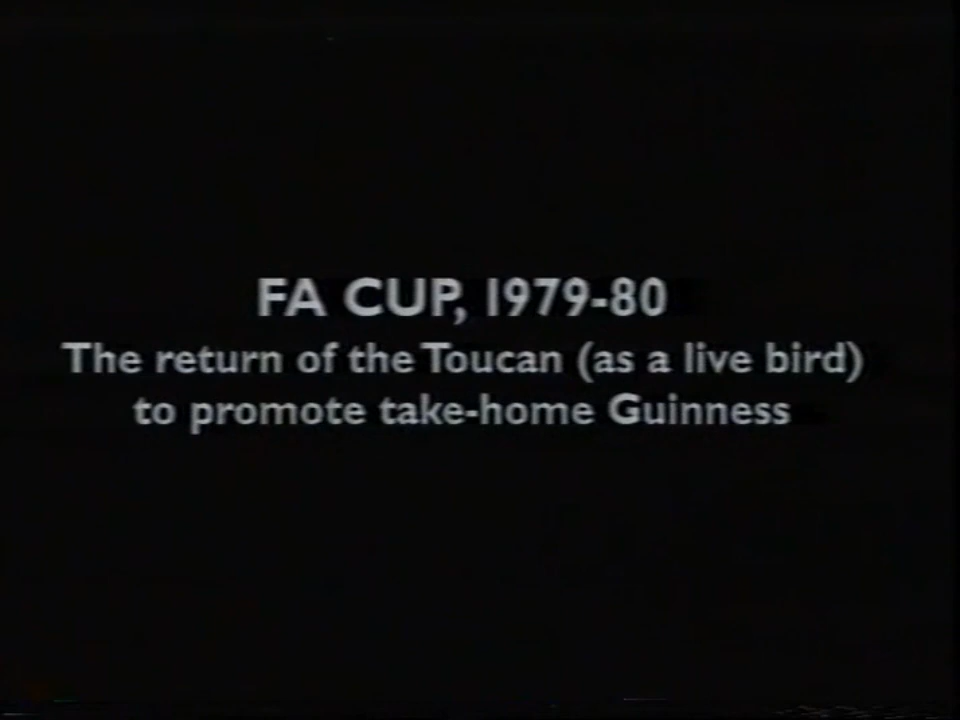 FA CUP, 1979-80
The return of the Toucan (as a live bird)
to promote take-home Guinness